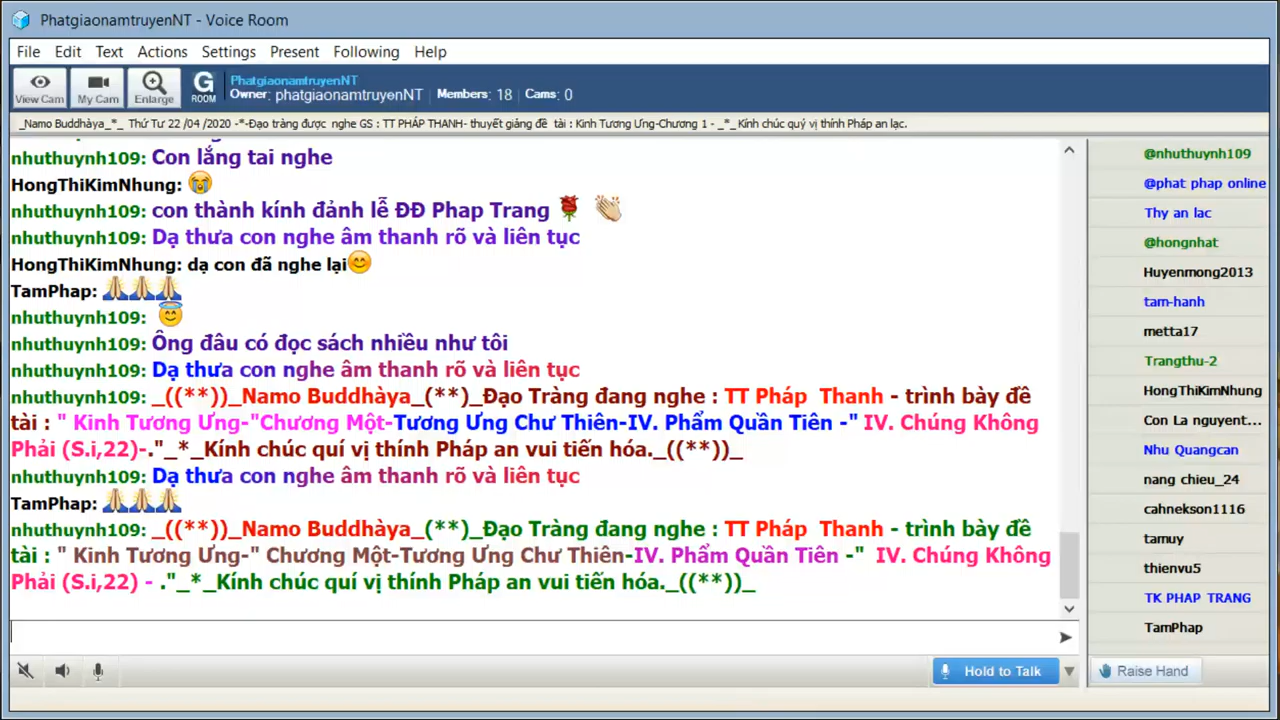 PhatgiaonamtruyenNT - Voice Room
File Edit Text Actions Settings Present Following Help
View Cam My Cam Enlarge G ROOM
PhatgiaonamtruyenNT
Owner: phatgiaonamtruyenNT Members: 18 Cams: 0
_Namo Buddhàya_*_ Thứ Tư 22 /04 /2020 -*-Đạo tràng được nghe GS : TT PHÁP THANH- thuyết giảng đề tài : Kinh Tương Ưng-Chương 1 - _*_ Kính chúc quý vị thính Pháp an lạc.
nhuthuynh109: Con lắng tai nghe
HongThiKimNhung: 😭
nhuthuynh109: con thành kính đảnh lễ ĐĐ Phap Trang 🌹 👏
nhuthuynh109: Dạ thưa con nghe âm thanh rõ và liên tục
HongThiKimNhung: dạ con đã nghe lại😊
TamPhap: 🙏🙏🙏
nhuthuynh109: 😇
nhuthuynh109: Ông đâu có đọc sách nhiều như tôi
nhuthuynh109: Dạ thưa con nghe âm thanh rõ và liên tục
nhuthuynh109: _((**))_Namo Buddhàya_(**)_Đạo Tràng đang nghe : TT Pháp Thanh - trình bày đề
tài : " Kinh Tương Ưng-"Chương Một-Tương Ưng Chư Thiên-IV. Phẩm Quần Tiên -" IV. Chúng Không
Phải (S.i,22)-."_*_Kính chúc quí vị thính Pháp an vui tiến hóa._((**))_
nhuthuynh109: Dạ thưa con nghe âm thanh rõ và liên tục
TamPhap: 🙏🙏🙏
nhuthuynh109: _((**))_Namo Buddhàya_(**)_Đạo Tràng đang nghe : TT Pháp Thanh - trình bày đề
tài : " Kinh Tương Ưng-" Chương Một-Tương Ưng Chư Thiên-IV. Phẩm Quần Tiên -" IV. Chúng Không
Phải (S.i,22) - ."_*_Kính chúc quí vị thính Pháp an vui tiến hóa._((**))_
@nhuthuynh109
@phat phap online
Thy an lac
@hongnhat
Huyenmong2013
tam-hanh
metta17
Trangthu-2
HongThiKimNhung
Con La nguyent...
Nhu Quangcan
nang chieu_24
cahnekson1116
tamuy
thienvu5
TK PHAP TRANG
TamPhap
Hold to Talk
Raise Hand